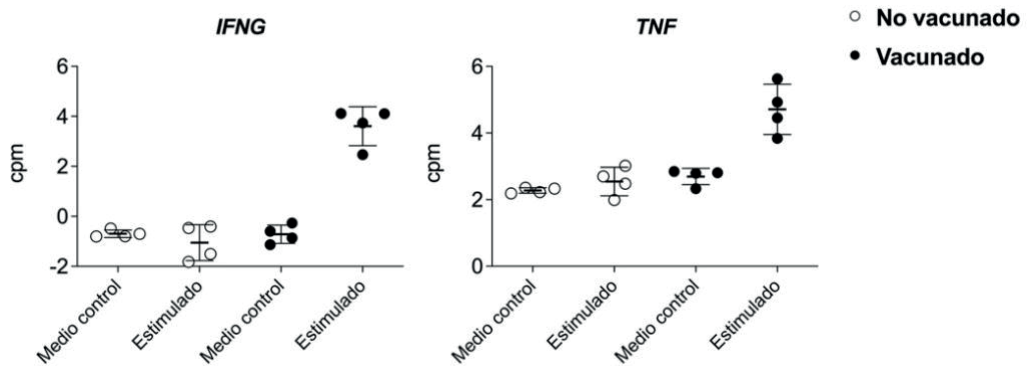 IFNG
cpm
6
4
2
0
-2
Medio control
Estimulado
Medio control
Estimulado
TNF
cpm
6
4
2
0
Medio control
Estimulado
Medio control
Estimulado
No vacunado
Vacunado